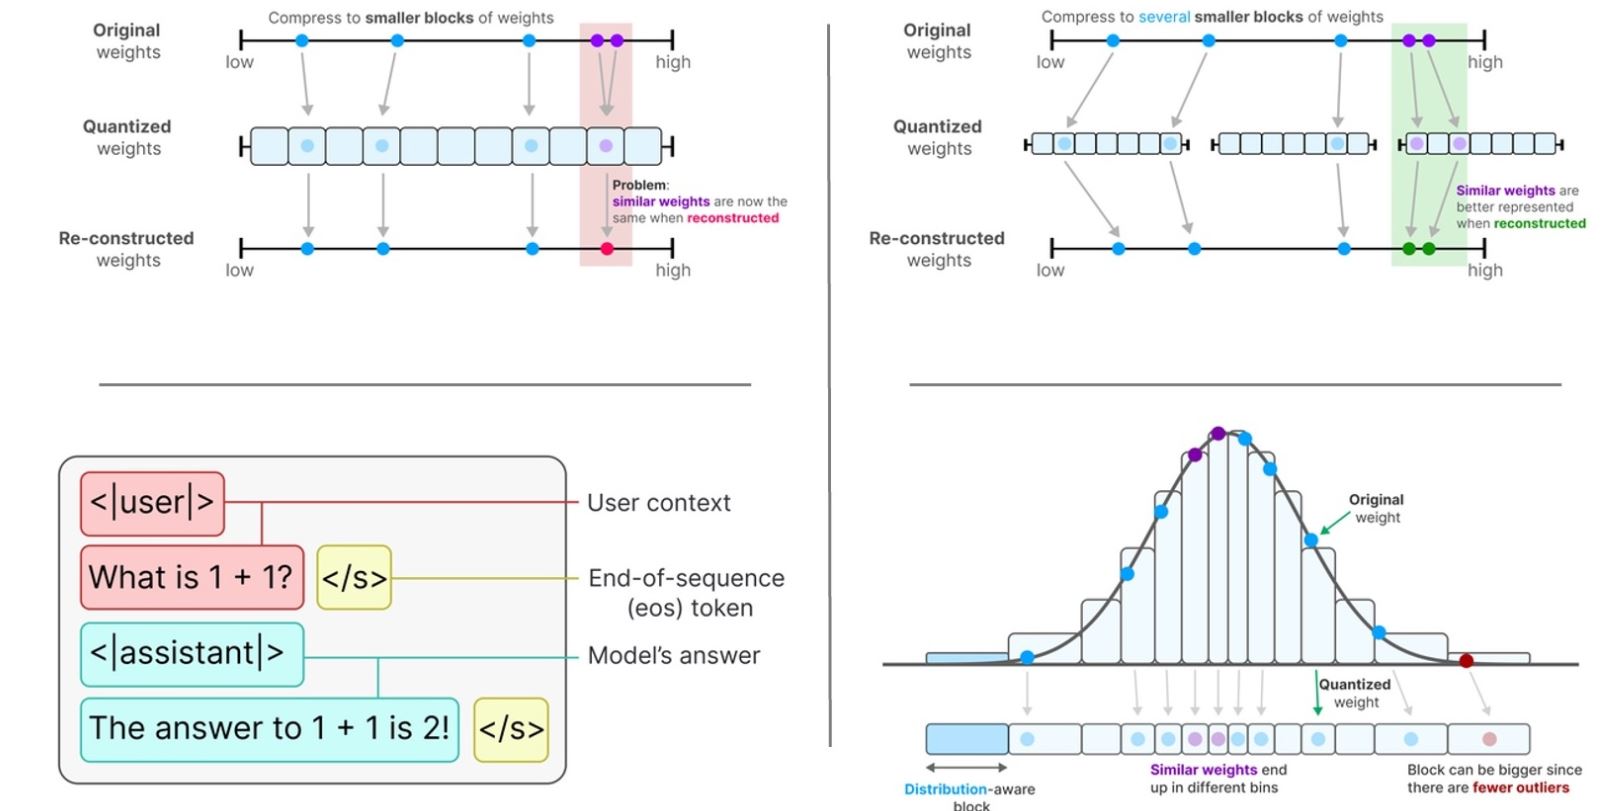 Compress to smaller blocks of weights
Original
weights
low
high
Quantized
weights
Problem:
similar weights are now the
same when reconstructed
Re-constructed
weights
low
high
Compress to several smaller blocks of weights
Original
weights
low
high
Quantized
weights
Similar weights are
better represented
when reconstructed
Re-constructed
weights
low
high
<|user|>
User context
What is 1 + 1?
</s>
End-of-sequence
(eos) token
<|assistant|>
Model's answer
The answer to 1 + 1 is 2!
</s>
Original
weight
Quantized
weight
Distribution-aware
block
Similar weights end
up in different bins
Block can be bigger since
there are fewer outliers